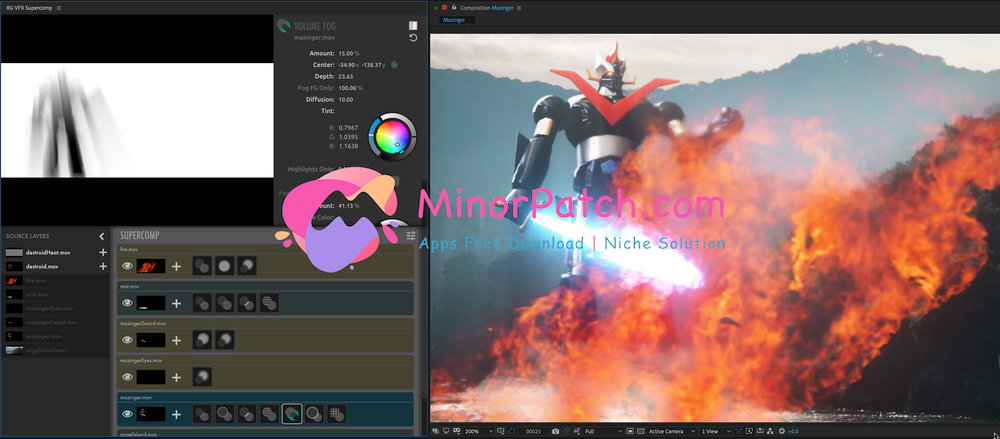 RG VFX Supercomp
VOLUME FOG
mazinger.mov
Amount: 15.00 %
Center: -34.90 x -138.37 y
Depth: 23.63
Fog FG Only: 100.00 %
Diffusion: 10.00
Tint:
R: 0.7967
G: 1.0395
B: 1.1638
Highlights Only:
41.13 %
SOURCE LAYERS
destroidHeat.mov
destroid.mov
fire.mov
mist.mov
mazingerEyes.mov
mazingerSword.mov
mazinger.mov
angelIsland.mov
SUPERCOMP
fire.mov
mist.mov
mazingerSword.mov
mazingerEyes.mov
mazinger.mov
angelIsland.mov
Composition Mazinger
Mazinger
MinorPatch.com
Apps Free Download | Niche Solution
200%
00023
Full
Active Camera
1 View
+0.0